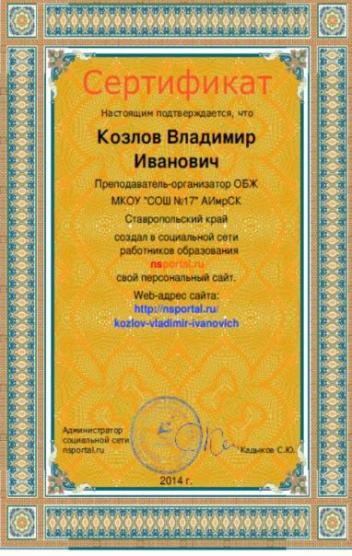 Сертификат
Настоящим подтверждается, что
Козлов Владимир
Иванович
Преподаватель-организатор ОБЖ
МКОУ "СОШ №17" АИмрСК
Ставропольский край
создал в социальной сети
работников образования
nsportal.ru
свой персональный сайт.
Web-адрес сайта:
http://nsportal.ru/
kozlov-vladimir-ivanovich
Администратор
социальной сети
nsportal.ru
Кадыков С.Ю.
2014 г.